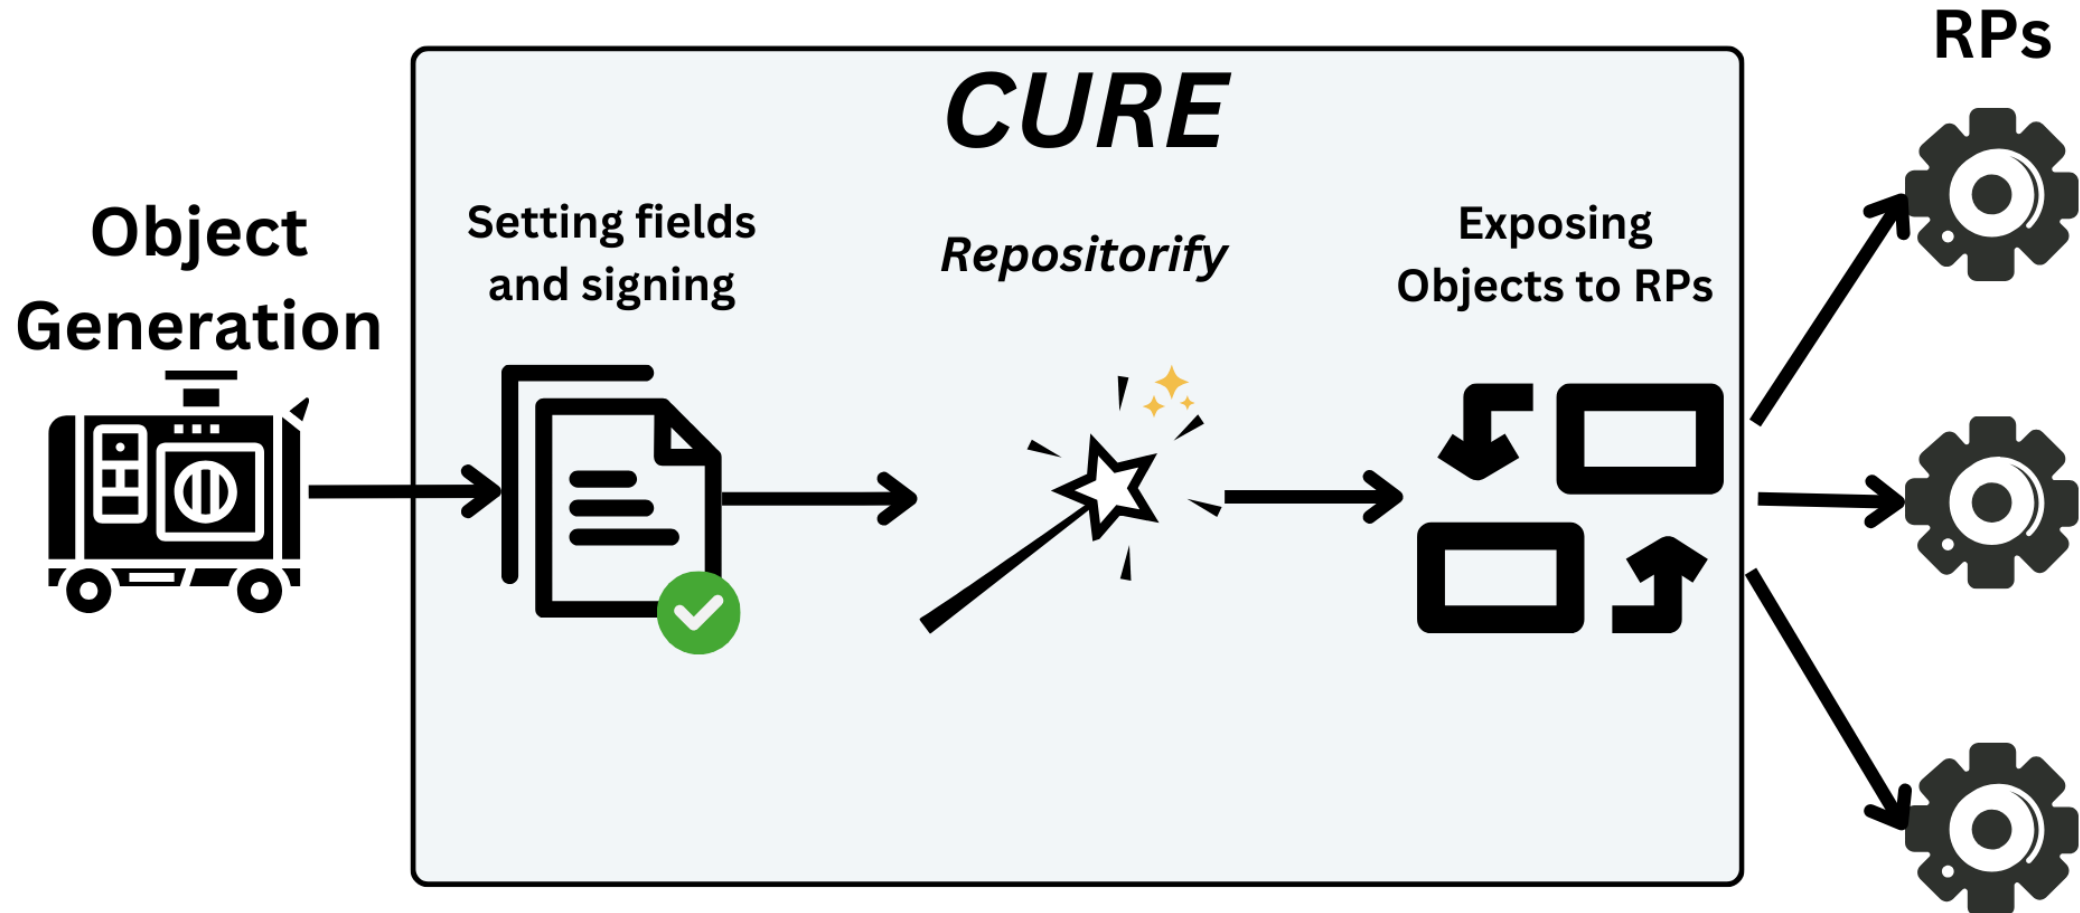 RPs
CURE
Object
Generation
Setting fields
and signing
Repositorify
Exposing
Objects to RPs